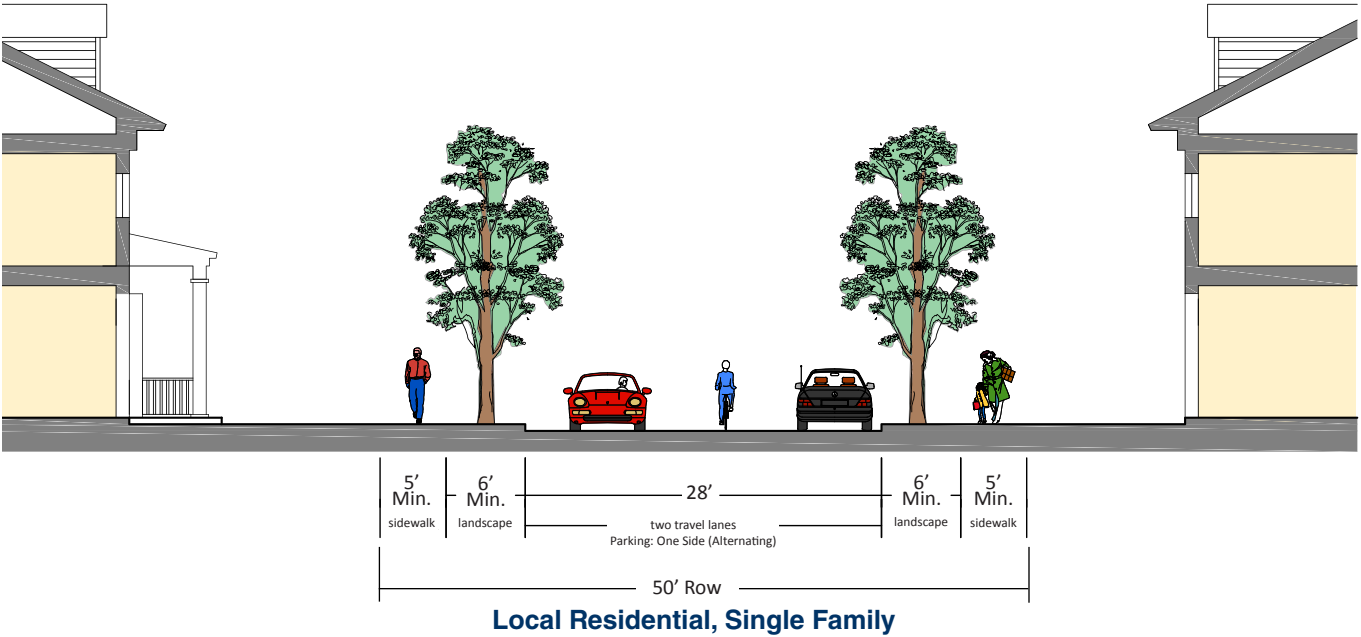 5’
Min.
sidewalk
6’
Min.
landscape
28’
two travel lanes
Parking: One Side (Alternating)
6’
Min.
landscape
5’
Min.
sidewalk
50’ Row
Local Residential, Single Family